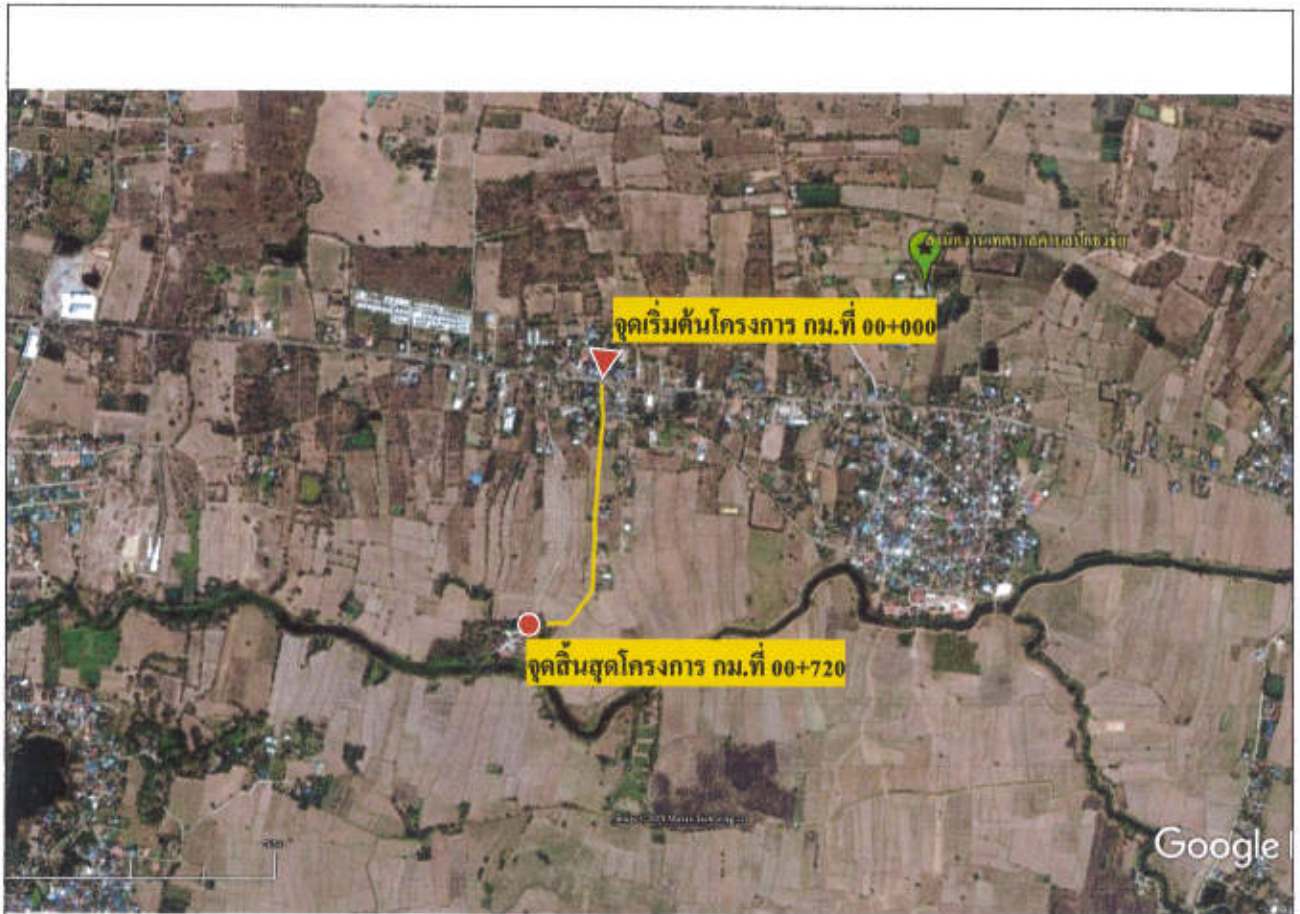 จุดเริ่มต้นโครงการ กม.ที่ 00+000
จุดสิ้นสุดโครงการ กม.ที่ 00+720
Google